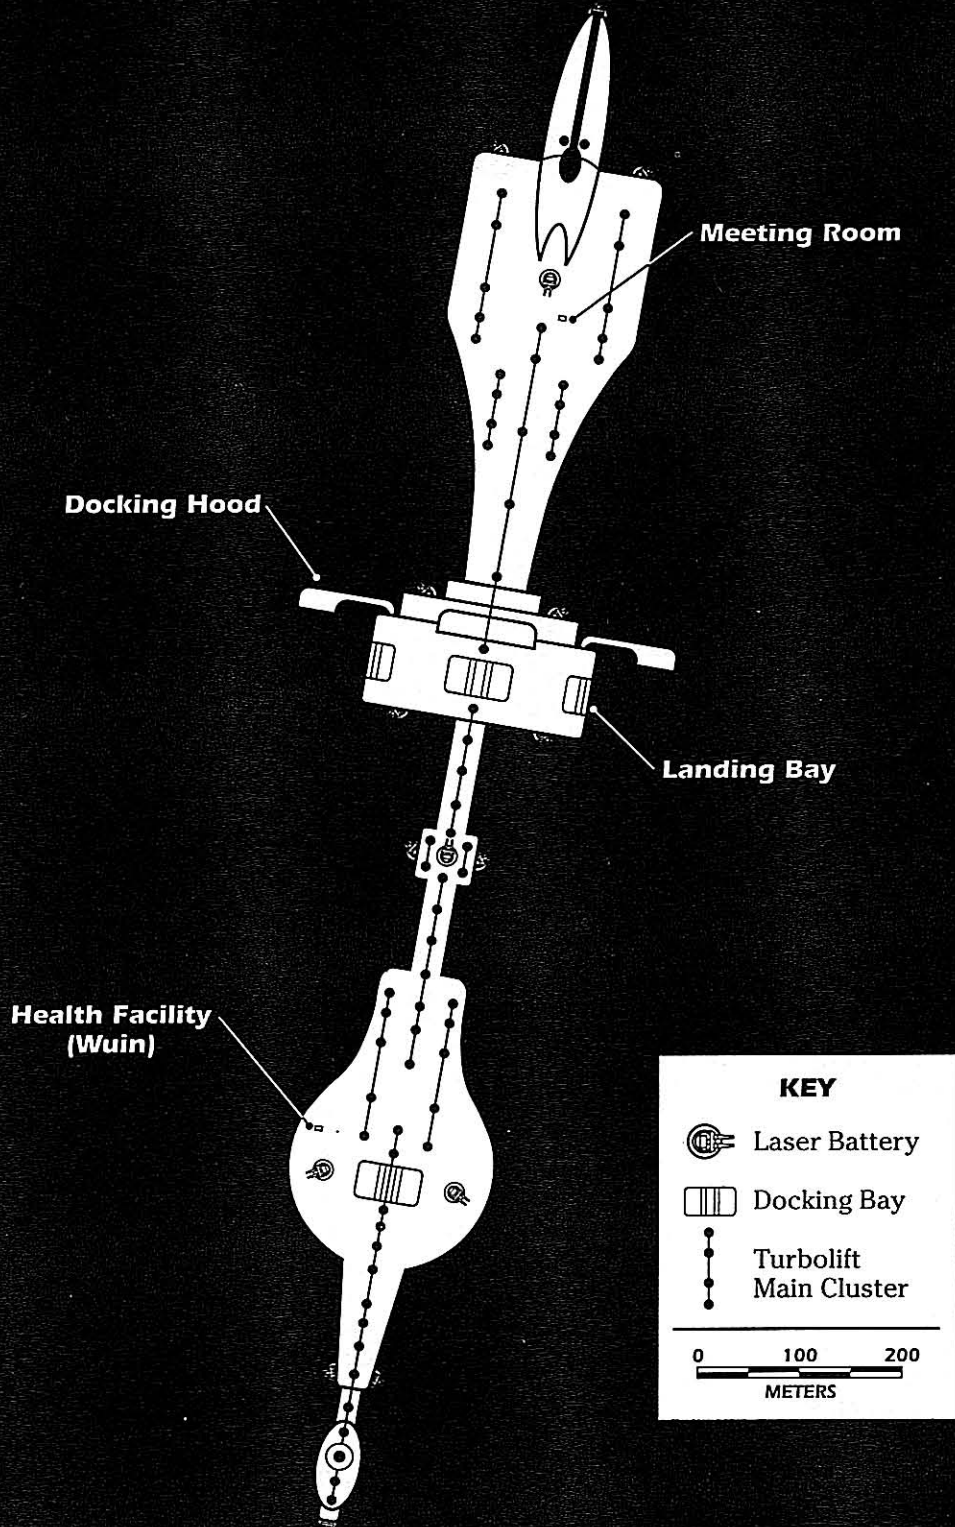 Meeting Room
Docking Hood
Landing Bay
Health Facility
(Wuin)
KEY
Laser Battery
Docking Bay
Turbolift
Main Cluster
0 100 200
METERS